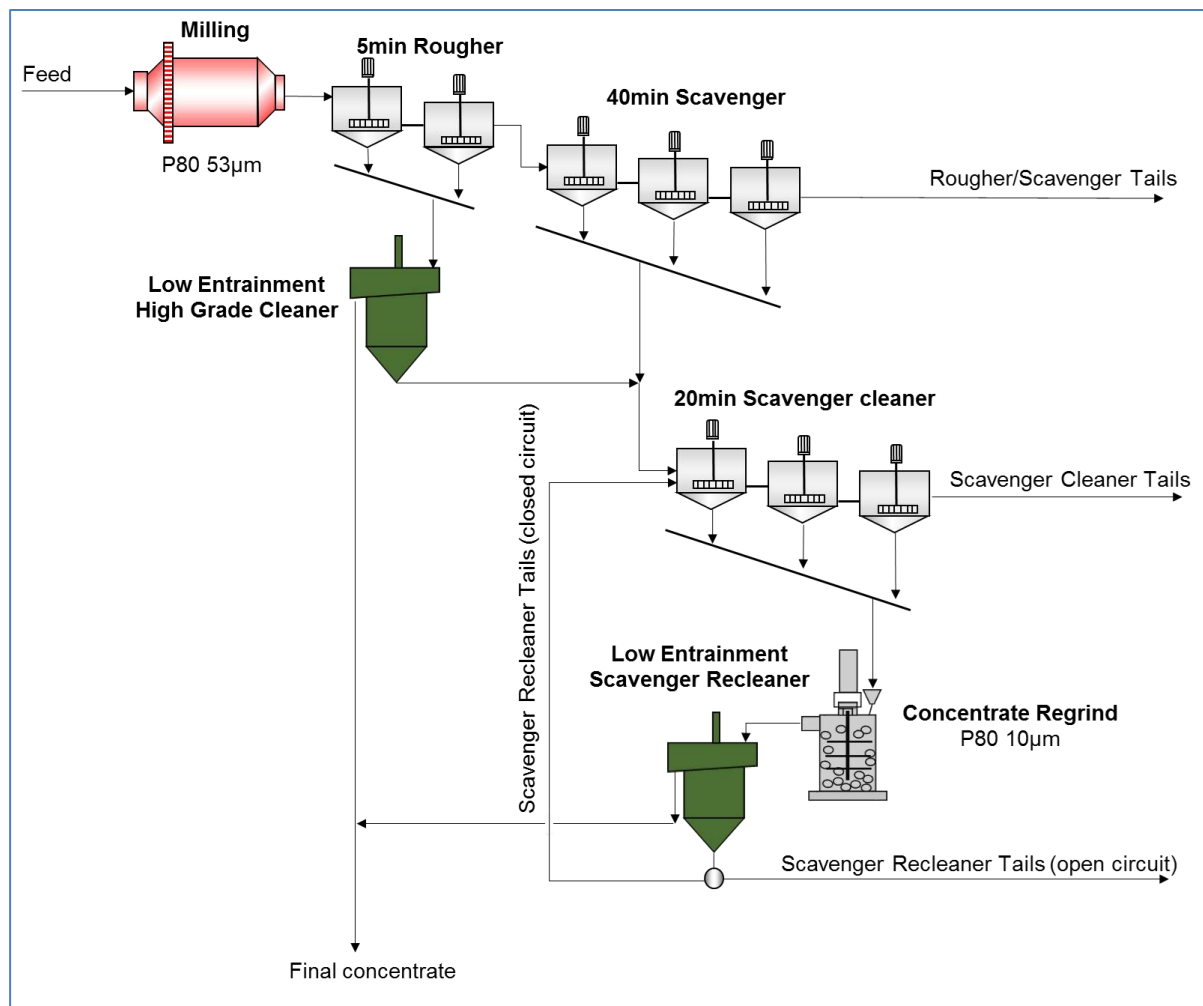 Milling
5min Rougher
Feed
40min Scavenger
P80 53µm
Rougher/Scavenger Tails
Low Entrainment
High Grade Cleaner
20min Scavenger cleaner
Scavenger Recleaner Tails (closed circuit)
Scavenger Cleaner Tails
Low Entrainment
Scavenger Recleaner
Concentrate Regrind
P80 10µm
Scavenger Recleaner Tails (open circuit)
Final concentrate